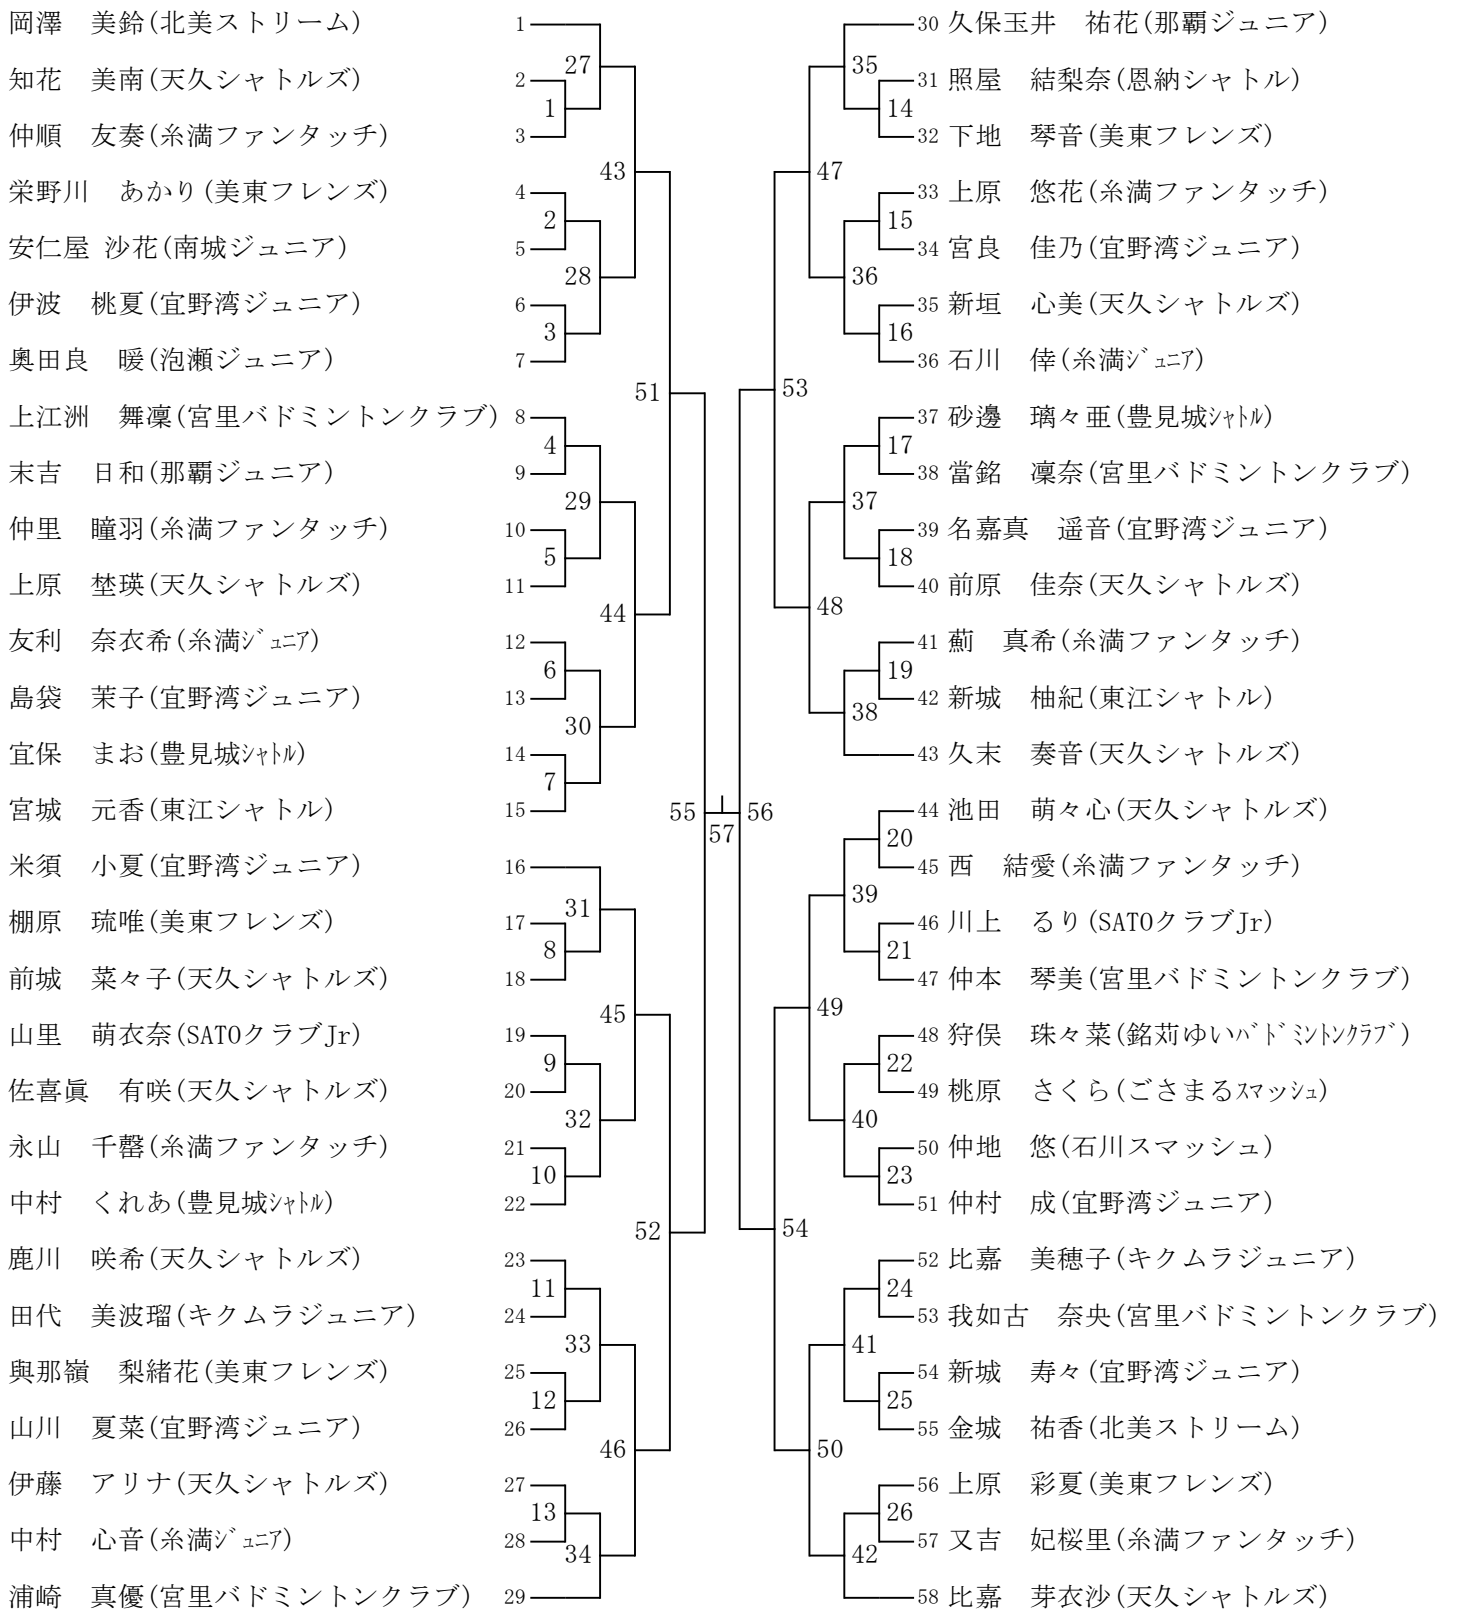 岡澤　美鈴(北美ストリーム) 1
知花　美南(天久シャトルズ) 2
仲順　友奏(糸満ファンタッチ) 3
栄野川　あかり(美東フレンズ) 4
安仁屋 沙花(南城ジュニア) 5
伊波　桃夏(宜野湾ジュニア) 6
奥田良　暖(泡瀬ジュニア) 7
上江洲　舞凜(宮里バドミントンクラブ) 8
末吉　日和(那覇ジュニア) 9
仲里　瞳羽(糸満ファンタッチ) 10
上原　埜瑛(天久シャトルズ) 11
友利　奈衣希(糸満ｼﾞｭﾆｱ) 12
島袋　茉子(宜野湾ジュニア) 13
宜保　まお(豊見城ｼｬﾄﾙ) 14
宮城　元香(東江シャトル) 15
米須　小夏(宜野湾ジュニア) 16
棚原　琉唯(美東フレンズ) 17
前城　菜々子(天久シャトルズ) 18
山里　萌衣奈(SATOクラブJr) 19
佐喜眞　有咲(天久シャトルズ) 20
永山　千罄(糸満ファンタッチ) 21
中村　くれあ(豊見城ｼｬﾄﾙ) 22
鹿川　咲希(天久シャトルズ) 23
田代　美波瑠(キクムラジュニア) 24
與那嶺　梨緒花(美東フレンズ) 25
山川　夏菜(宜野湾ジュニア) 26
伊藤　アリナ(天久シャトルズ) 27
中村　心音(糸満ｼﾞｭﾆｱ) 28
浦崎　真優(宮里バドミントンクラブ) 29
1
2
3
4
5
6
7
8
9
10
11
12
13
27
28
29
30
31
32
33
34
43
44
45
46
51
52
55
57
56
53
54
47
48
49
50
35
36
37
38
39
40
41
42
14
15
16
17
18
19
20
21
22
23
24
25
26
30 久保玉井　祐花(那覇ジュニア)
31 照屋　結梨奈(恩納シャトル)
32 下地　琴音(美東フレンズ)
33 上原　悠花(糸満ファンタッチ)
34 宮良　佳乃(宜野湾ジュニア)
35 新垣　心美(天久シャトルズ)
36 石川　倖(糸満ｼﾞｭﾆｱ)
37 砂邊　璃々亜(豊見城ｼｬﾄﾙ)
38 當銘　凜奈(宮里バドミントンクラブ)
39 名嘉真　遥音(宜野湾ジュニア)
40 前原　佳奈(天久シャトルズ)
41 薊　真希(糸満ファンタッチ)
42 新城　柚紀(東江シャトル)
43 久末　奏音(天久シャトルズ)
44 池田　萌々心(天久シャトルズ)
45 西　結愛(糸満ファンタッチ)
46 川上　るり(SATOクラブJr)
47 仲本　琴美(宮里バドミントンクラブ)
48 狩俣　珠々菜(銘苅ゆいﾊﾞﾄﾞﾐﾝﾄﾝｸﾗﾌﾞ)
49 桃原　さくら(ごさまるｽﾏｯｼｭ)
50 仲地　悠(石川スマッシュ)
51 仲村　成(宜野湾ジュニア)
52 比嘉　美穂子(キクムラジュニア)
53 我如古　奈央(宮里バドミントンクラブ)
54 新城　寿々(宜野湾ジュニア)
55 金城　祐香(北美ストリーム)
56 上原　彩夏(美東フレンズ)
57 又吉　妃桜里(糸満ファンタッチ)
58 比嘉　芽衣沙(天久シャトルズ)